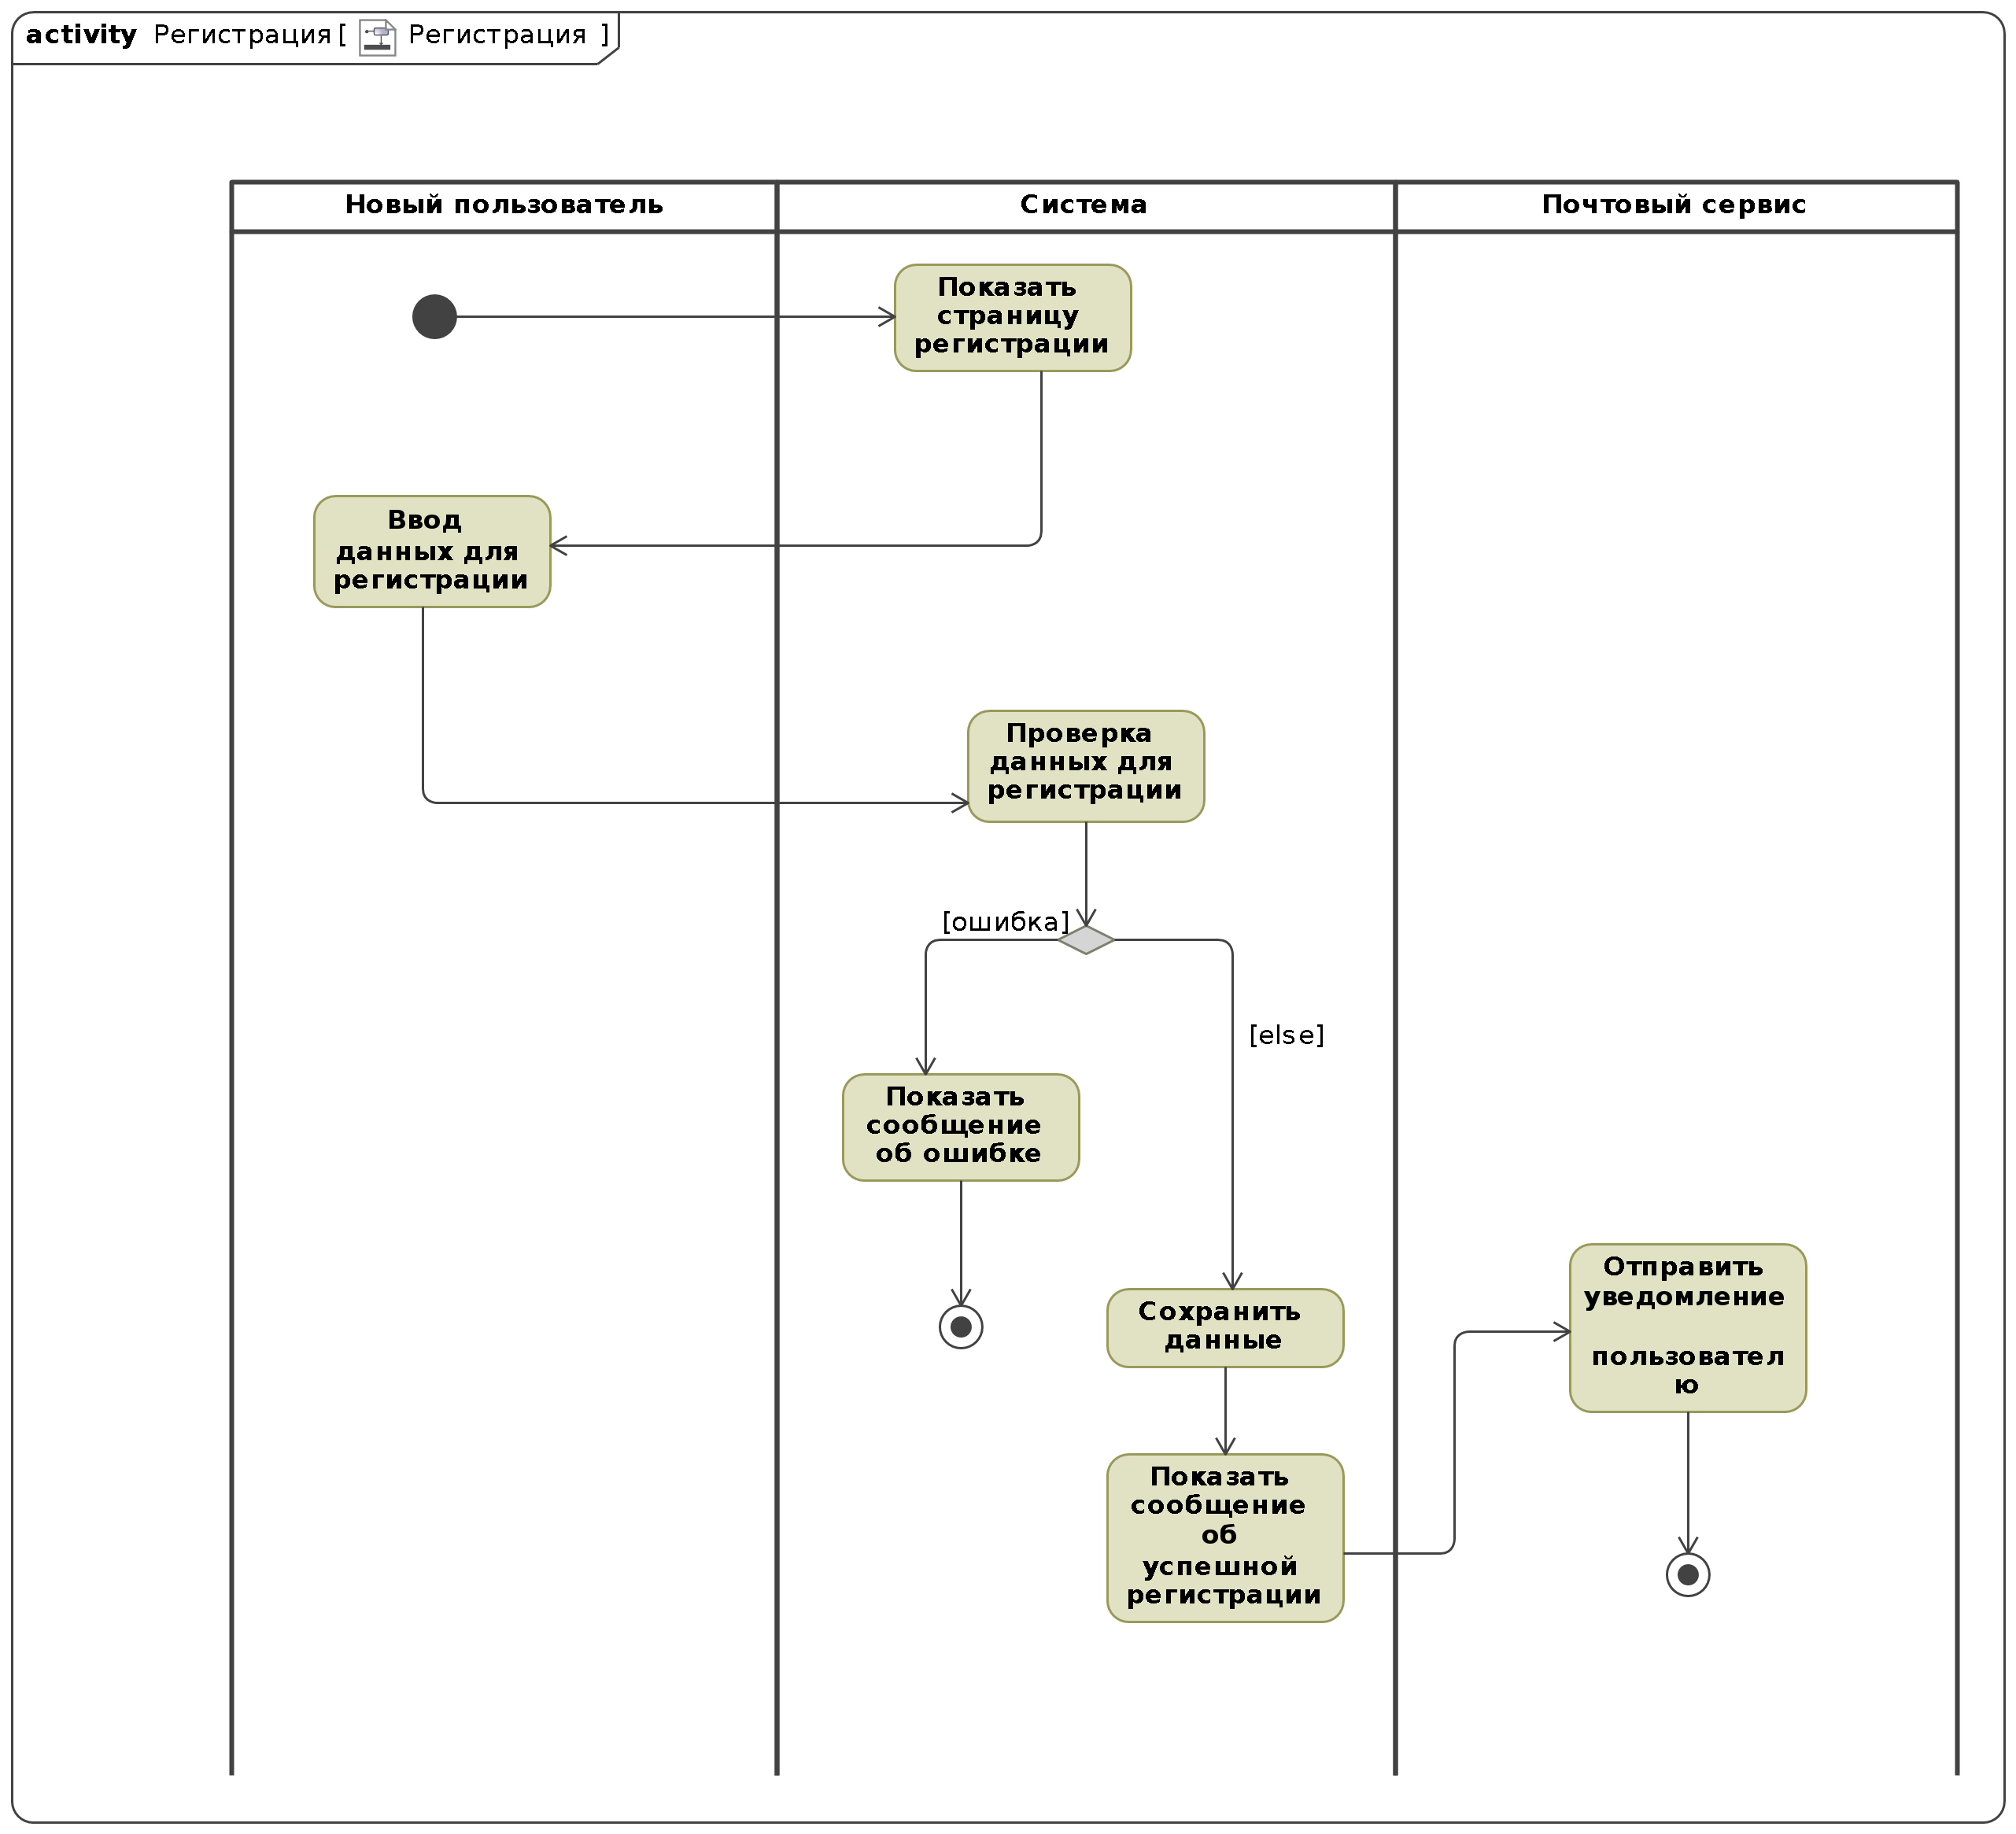 activity Регистрация [ Регистрация ]
Новый пользователь
Система
Почтовый сервис
Показать
страницу
регистрации
Ввод
данных для
регистрации
Проверка
данных для
регистрации
[ошибка]
[else]
Показать
сообщение
об ошибке
Сохранить
данные
Отправить
уведомление
пользовател
ю
Показать
сообщение
об
успешной
регистрации